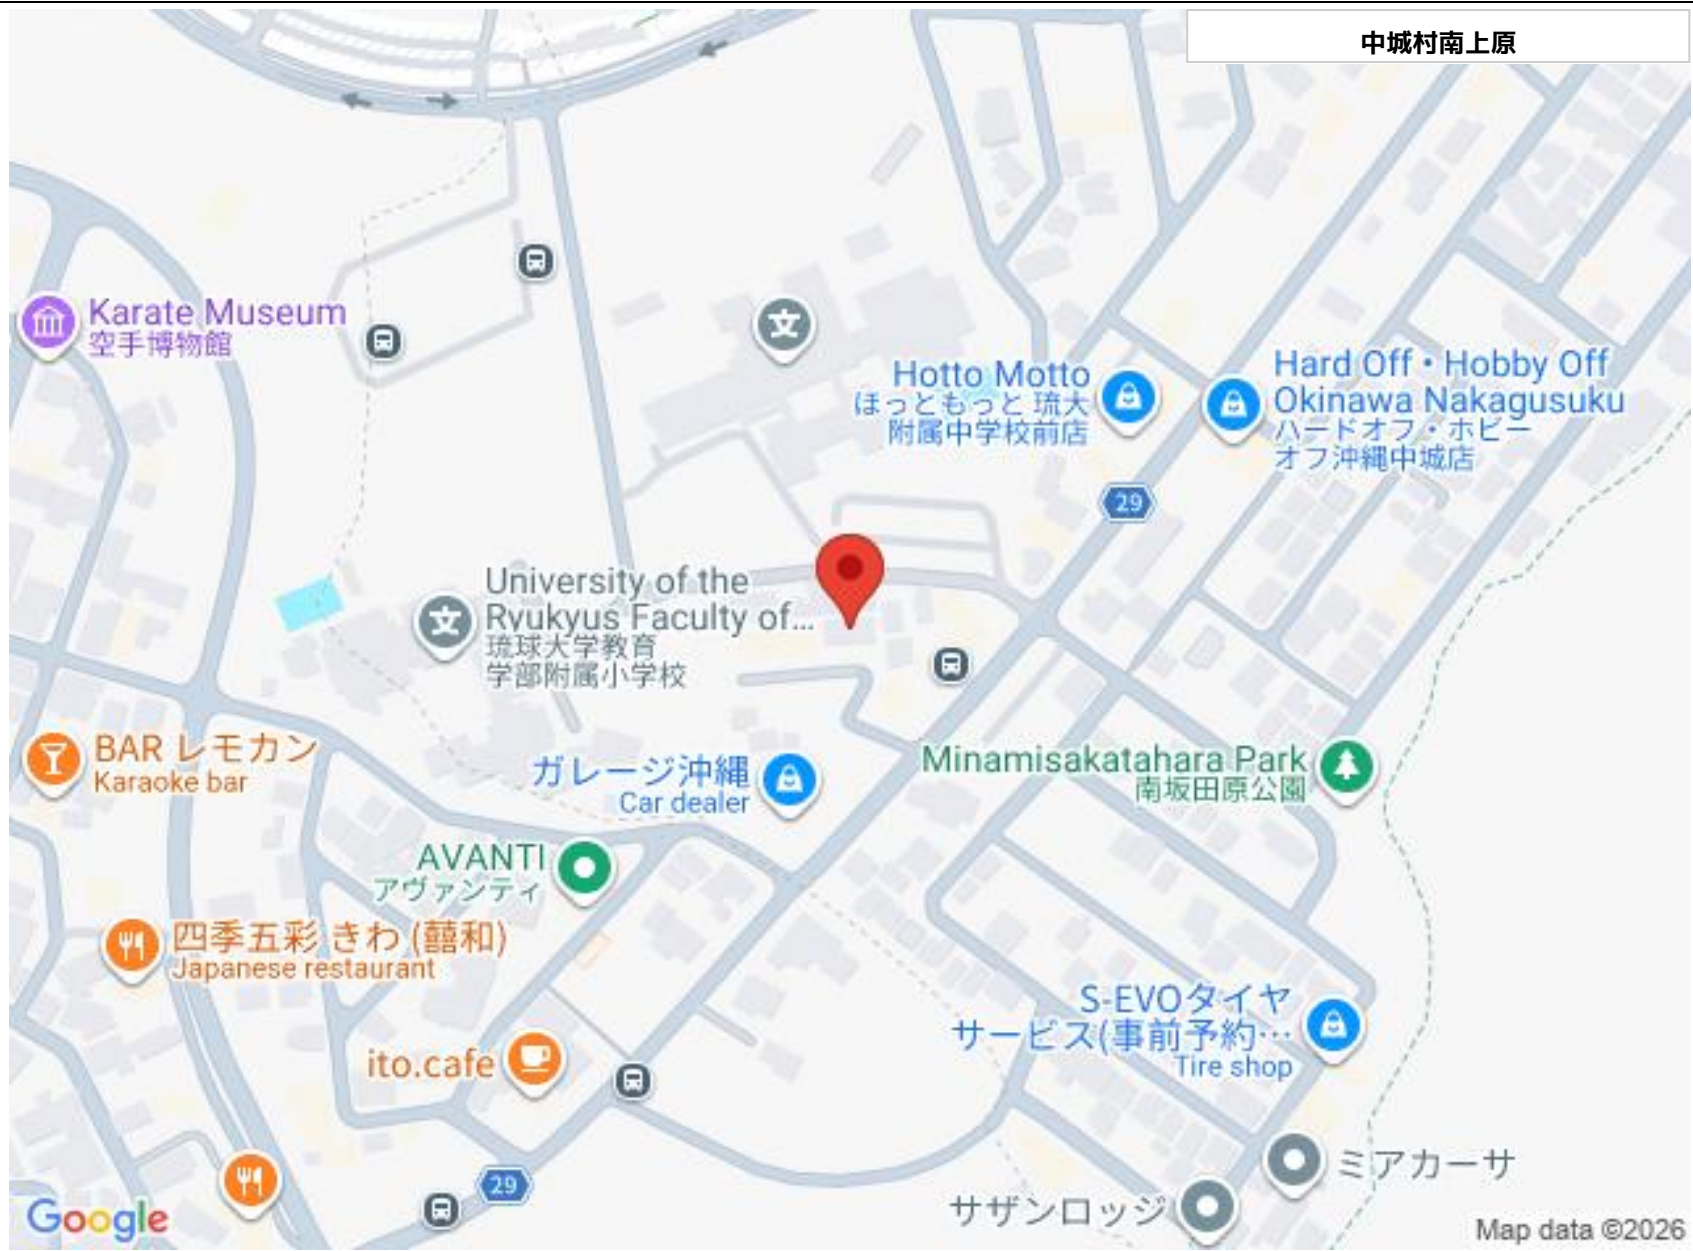 中城村南上原
Karate Museum
空手博物館
Hotto Motto
ほっともっと 琉大
附属中学校前店
Hard Off・Hobby Off
Okinawa Nakagusuku
ハードオフ・ホビー
オフ沖縄中城店
29
University of the
Ryukyus Faculty of...
琉球大学教育
学部附属小学校
BAR レモカン
Karaoke bar
ガレージ沖縄
Car dealer
Minamisakatahara Park
南坂田原公園
AVANTI
アヴァンティ
四季五彩 きわ (囍和)
Japanese restaurant
S-EVOタイヤ
サービス(事前予約…
Tire shop
ito.cafe
ミアカーサ
29
サザンロッジ
Google
Map data ©2026
文
文